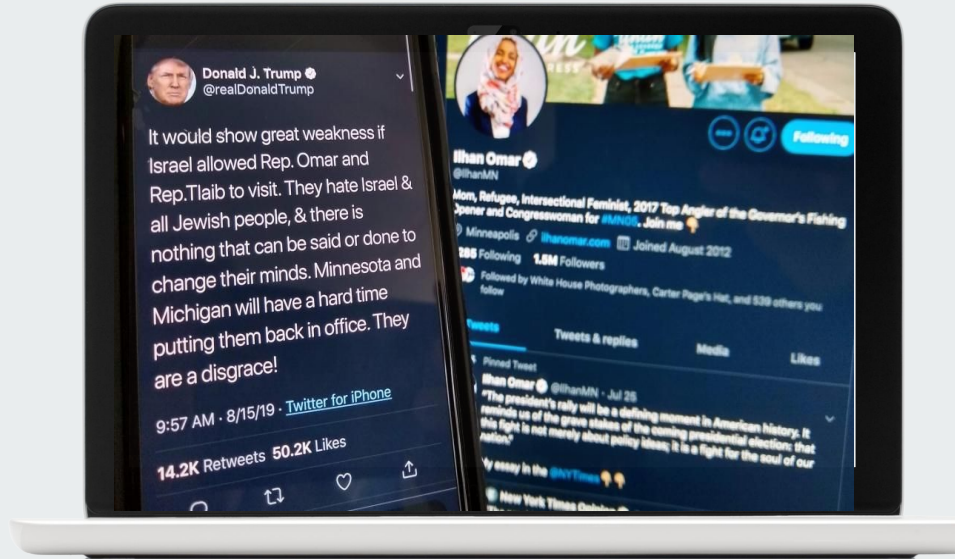 Donald J. Trump
@realDonaldTrump
It would show great weakness if
Israel allowed Rep. Omar and
Rep.Tlaib to visit. They hate Israel &
all Jewish people, & there is
nothing that can be said or done to
change their minds. Minnesota and
Michigan will have a hard time
putting them back in office. They
are a disgrace!
9:57 AM · 8/15/19 · Twitter for iPhone
14.2K Retweets 50.2K Likes
Following
Ilhan Omar
@IlhanMN
Mom, Refugee, Intersectional Feminist, 2017 Top Angler of the Governor's Fishing
Opener and Congresswoman for #MN05. Join me 👇
Minneapolis ilhanomar.com Joined August 2012
265 Following 1.5M Followers
Followed by White House Photographers, Carter Page's Hat, and 539 others you
follow
Tweets Tweets & replies Media Likes
Pinned Tweet
Ilhan Omar @IlhanMN · Jul 25
"The president's rally will be a defining moment in American history. It
reminds us of the grave stakes of the coming presidential election: that
this fight is not merely about policy ideas; it is a fight for the soul of our
nation."
My essay in the @NYTimes 👇👇
New York Times Opinion